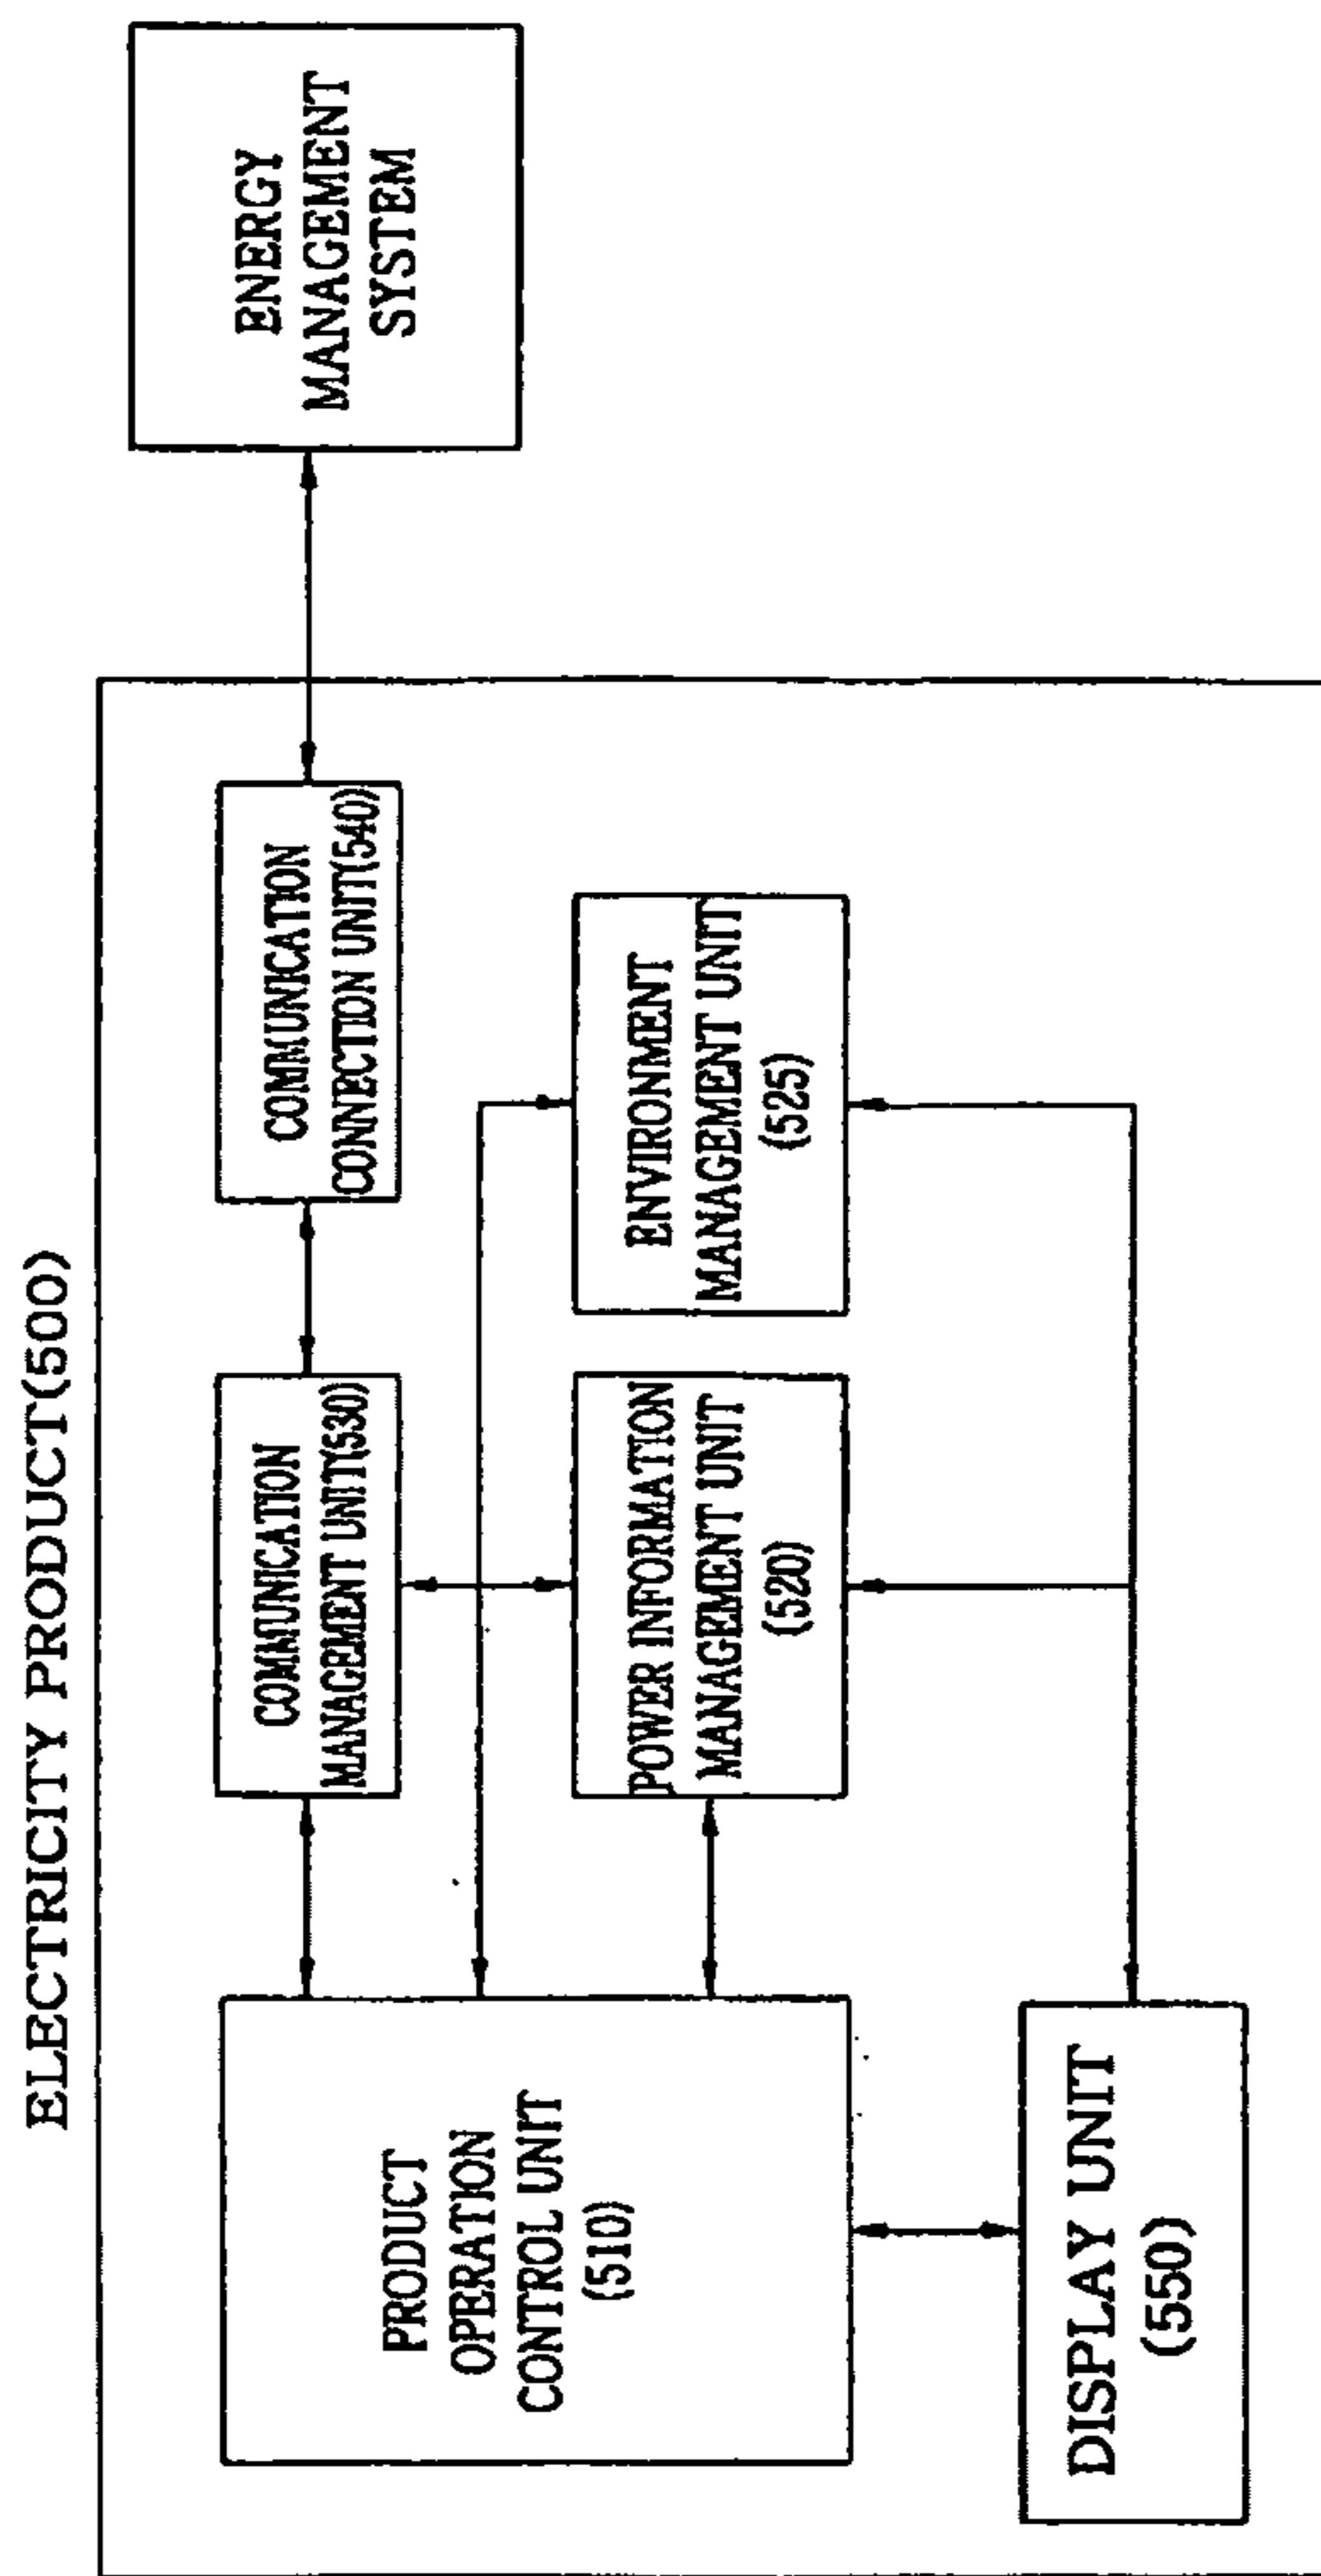 ELECTRICITY PRODUCT(500)
PRODUCT
OPERATION
CONTROL UNIT
(510)
COMMUNICATION
MANAGEMENT UNIT(530)
COMMUNICATION
CONNECTION UNIT(540)
ENERGY
MANAGEMENT
SYSTEM
POWER INFORMATION
MANAGEMENT UNIT
(520)
ENVIRONMENT
MANAGEMENT UNIT
(525)
DISPLAY UNIT
(550)